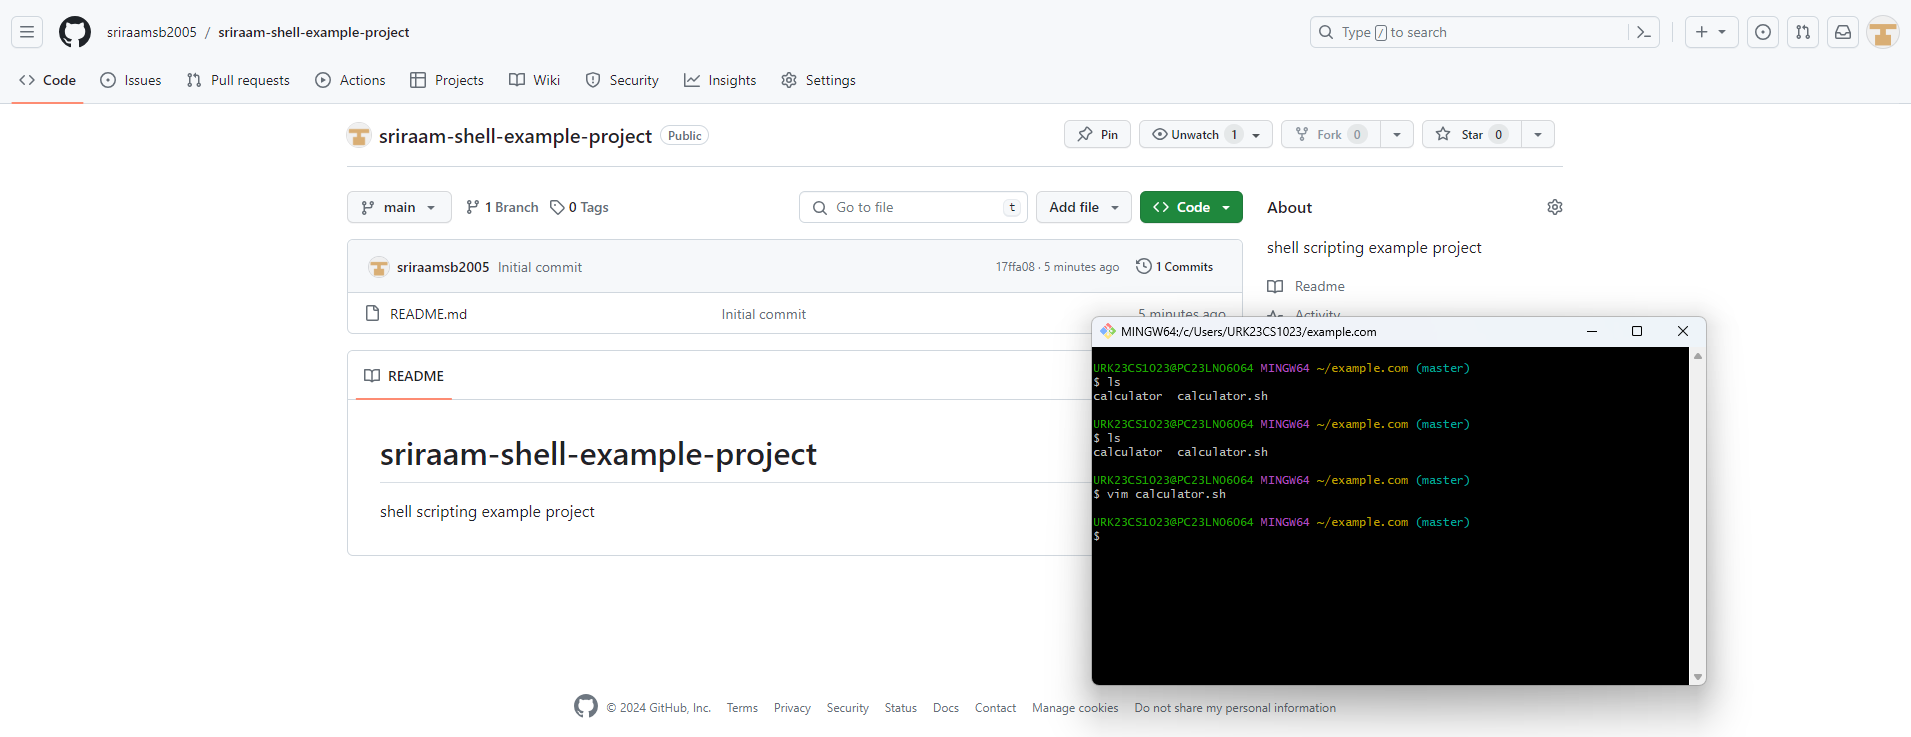 sriraamsb2005 / sriraam-shell-example-project
Type / to search
Code Issues Pull requests Actions Projects Wiki Security Insights Settings
sriraam-shell-example-project Public
Pin Unwatch 1 Fork 0 Star 0
main 1 Branch 0 Tags Go to file t Add file Code
sriraamsb2005 Initial commit 17ffa08 · 5 minutes ago 1 Commits
README.md Initial commit 5 minutes ago
README
sriraam-shell-example-project
shell scripting example project
About
shell scripting example project
Readme
Activity
MINGW64:/c/Users/URK23CS1023/example.com
URK23CS1023@PC23LN06064 MINGW64 ~/example.com (master)
$ ls
calculator calculator.sh
URK23CS1023@PC23LN06064 MINGW64 ~/example.com (master)
$ ls
calculator calculator.sh
URK23CS1023@PC23LN06064 MINGW64 ~/example.com (master)
$ vim calculator.sh
URK23CS1023@PC23LN06064 MINGW64 ~/example.com (master)
$
© 2024 GitHub, Inc. Terms Privacy Security Status Docs Contact Manage cookies Do not share my personal information